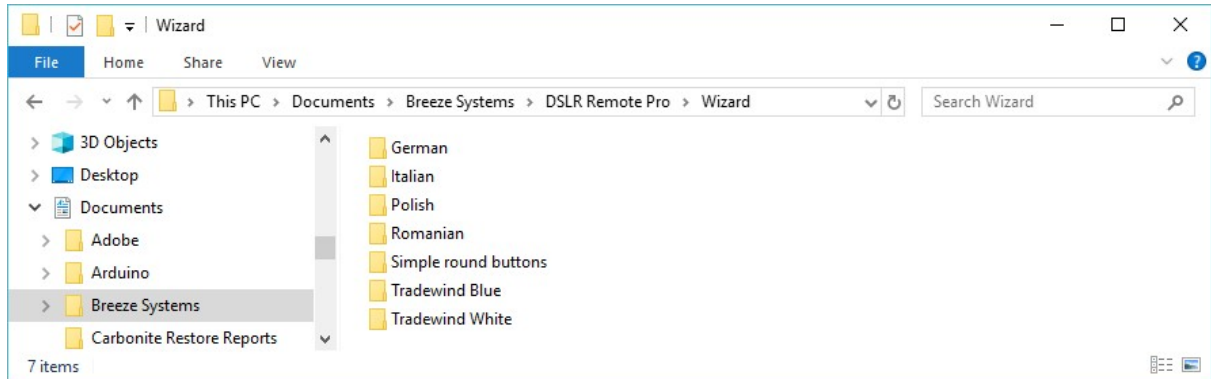 Wizard
File Home Share View
This PC > Documents > Breeze Systems > DSLR Remote Pro > Wizard Search Wizard
3D Objects
Desktop
Documents
Adobe
Arduino
Breeze Systems
Carbonite Restore Reports
German
Italian
Polish
Romanian
Simple round buttons
Tradewind Blue
Tradewind White
7 items